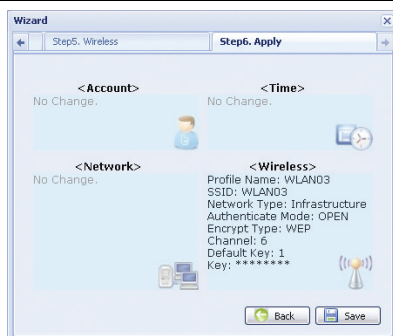 Wizard
Step5. Wireless
Step6. Apply
<Account>
No Change.
<Time>
No Change.
<Network>
No Change.
<Wireless>
Profile Name: WLAN03
SSID: WLAN03
Network Type: Infrastructure
Authenticate Mode: OPEN
Encrypt Type: WEP
Channel: 6
Default Key: 1
Key: ********
Back
Save